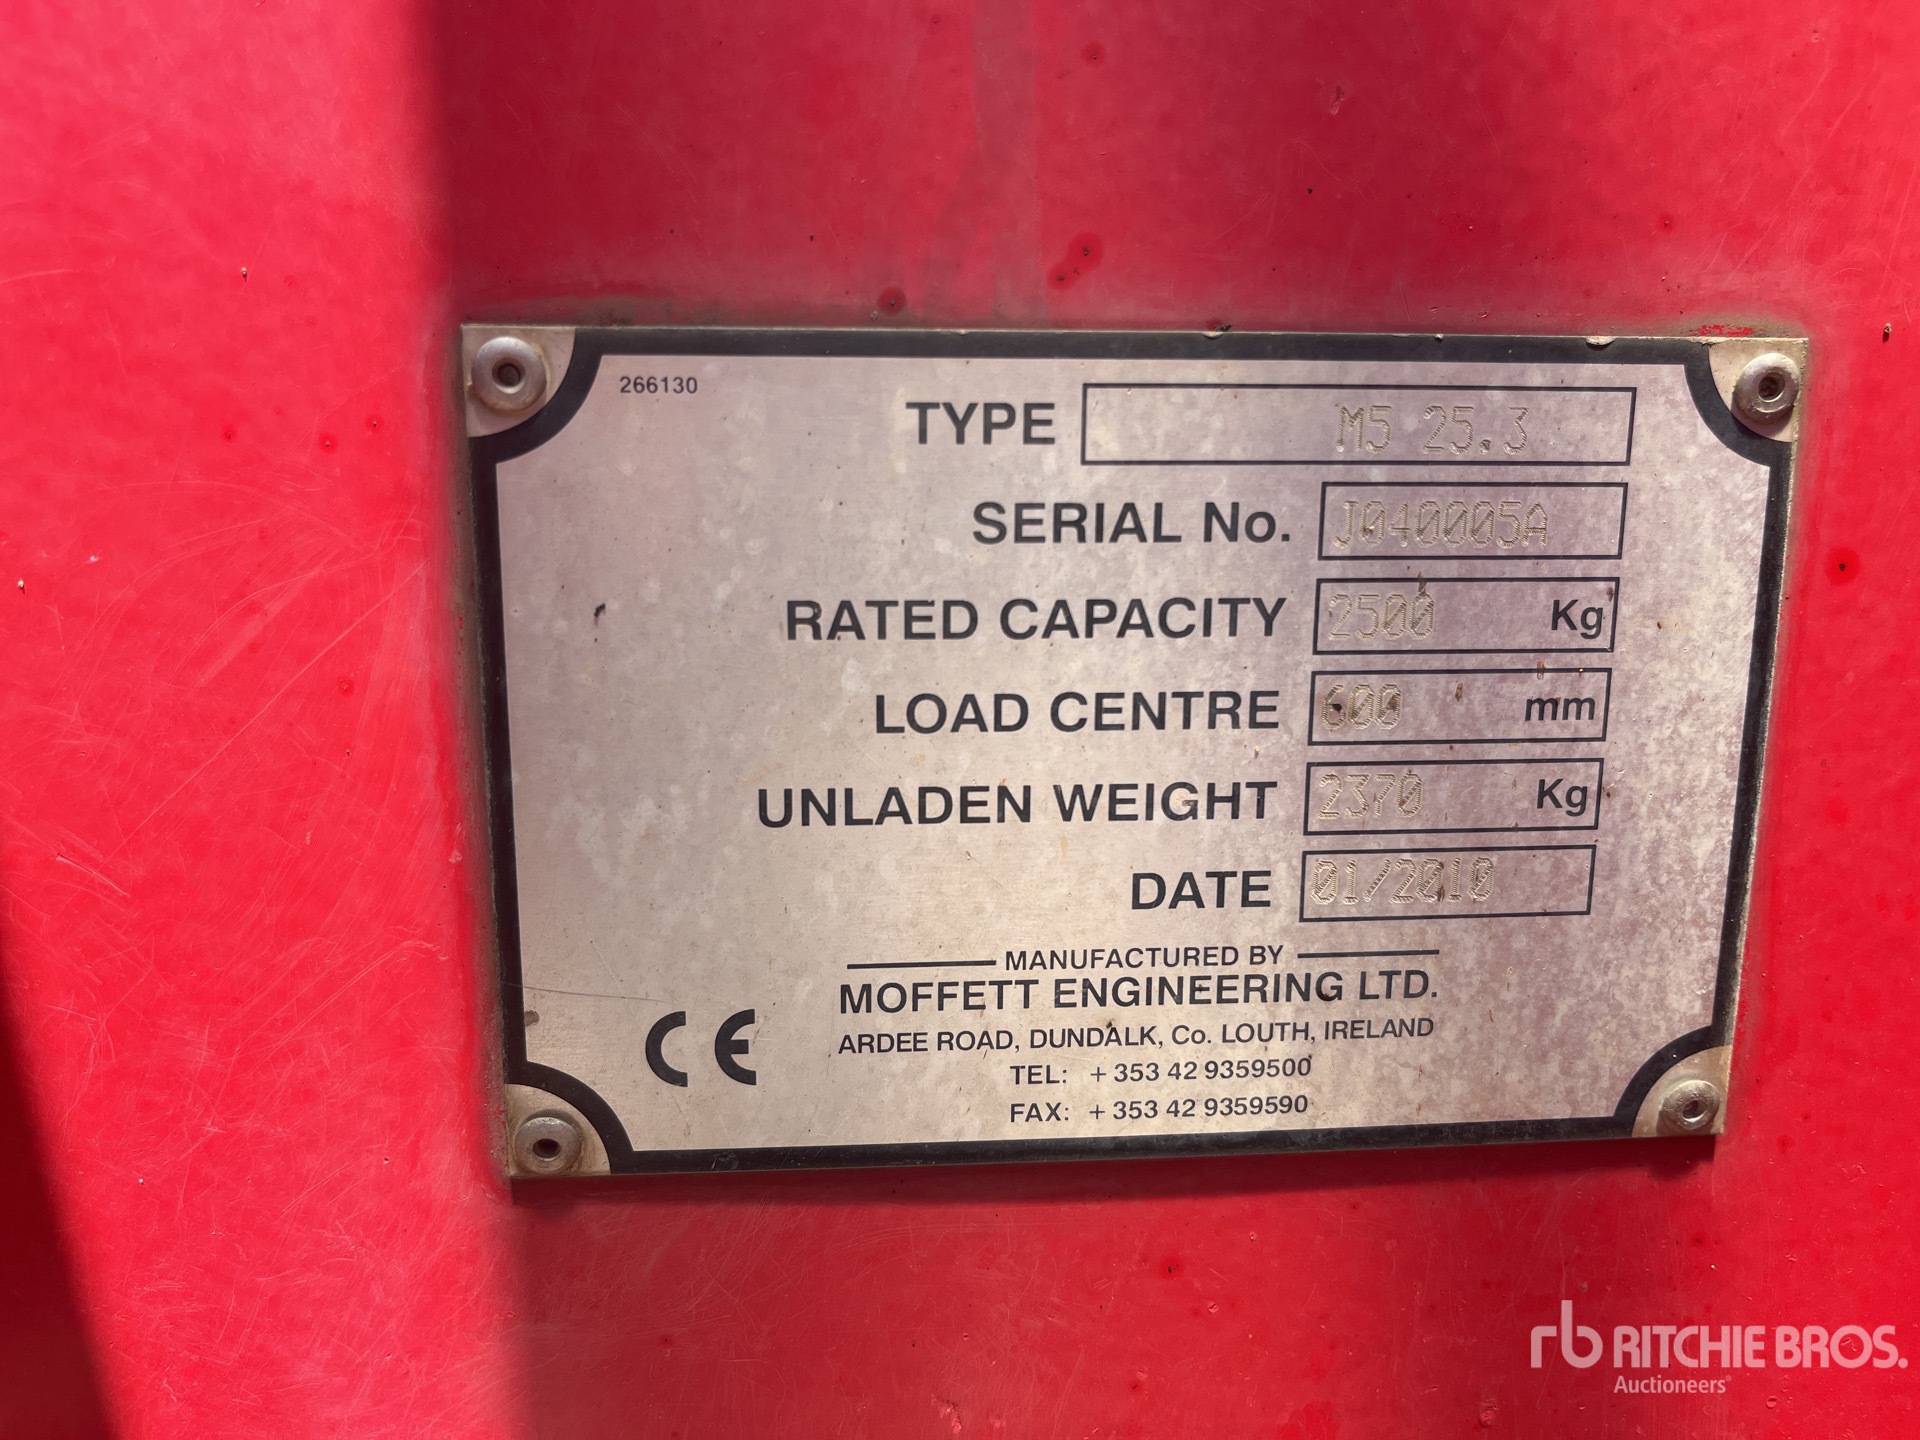 266130
TYPE M5 25.3
SERIAL No. J040005A
RATED CAPACITY 2500 Kg
LOAD CENTRE 600 mm
UNLADEN WEIGHT 2370 Kg
DATE 01/2010
MANUFACTURED BY
MOFFETT ENGINEERING LTD.
ARDEE ROAD, DUNDALK, Co. LOUTH, IRELAND
TEL: + 353 42 9359500
FAX: + 353 42 9359590
CE
rb RITCHIE BROS.
Auctioneers®